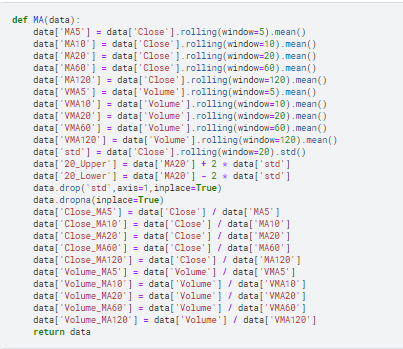 def MA(data):
    data['MA5'] = data['Close'].rolling(window=5).mean()
    data['MA10'] = data['Close'].rolling(window=10).mean()
    data['MA20'] = data['Close'].rolling(window=20).mean()
    data['MA60'] = data['Close'].rolling(window=60).mean()
    data['MA120'] = data['Close'].rolling(window=120).mean()
    data['VMA5'] = data['Volume'].rolling(window=5).mean()
    data['VMA10'] = data['Volume'].rolling(window=10).mean()
    data['VMA20'] = data['Volume'].rolling(window=20).mean()
    data['VMA60'] = data['Volume'].rolling(window=60).mean()
    data['VMA120'] = data['Volume'].rolling(window=120).mean()
    data['std'] = data['Close'].rolling(window=20).std()
    data['20_Upper'] = data['MA20'] + 2 * data['std']
    data['20_Lower'] = data['MA20'] - 2 * data['std']
    data.drop('std',axis=1,inplace=True)
    data.dropna(inplace=True)
    data['Close_MA5'] = data['Close'] / data['MA5']
    data['Close_MA10'] = data['Close'] / data['MA10']
    data['Close_MA20'] = data['Close'] / data['MA20']
    data['Close_MA60'] = data['Close'] / data['MA60']
    data['Close_MA120'] = data['Close'] / data['MA120']
    data['Volume_MA5'] = data['Volume'] / data['VMA5']
    data['Volume_MA10'] = data['Volume'] / data['VMA10']
    data['Volume_MA20'] = data['Volume'] / data['VMA20']
    data['Volume_MA60'] = data['Volume'] / data['VMA60']
    data['Volume_MA120'] = data['Volume'] / data['VMA120']
    return data